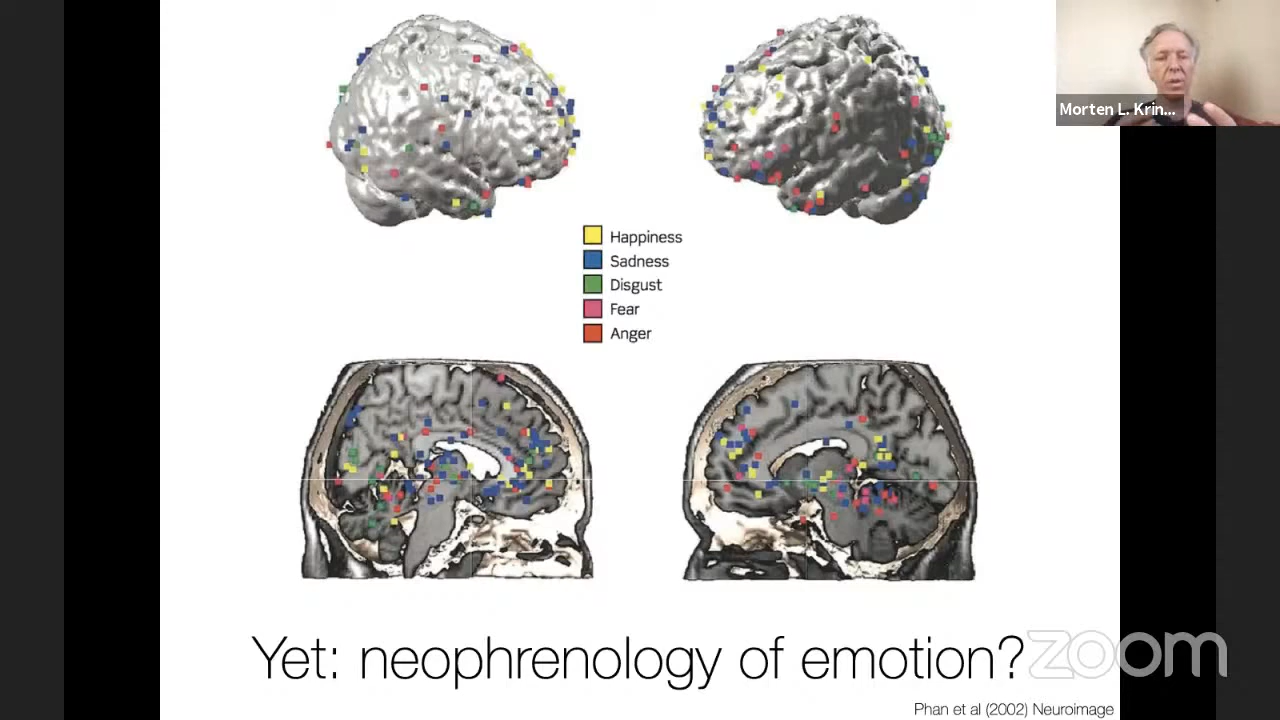 Morten L. Krin...
Happiness
Sadness
Disgust
Fear
Anger
Yet: neophrenology of emotion?
zoom
Phan et al (2002) Neuroimage